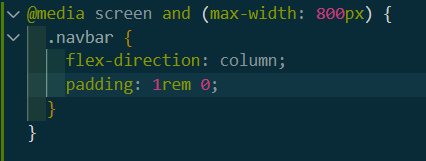 @media screen and (max-width: 800px) {
.navbar {
flex-direction: column;
padding: 1rem 0;
}
}